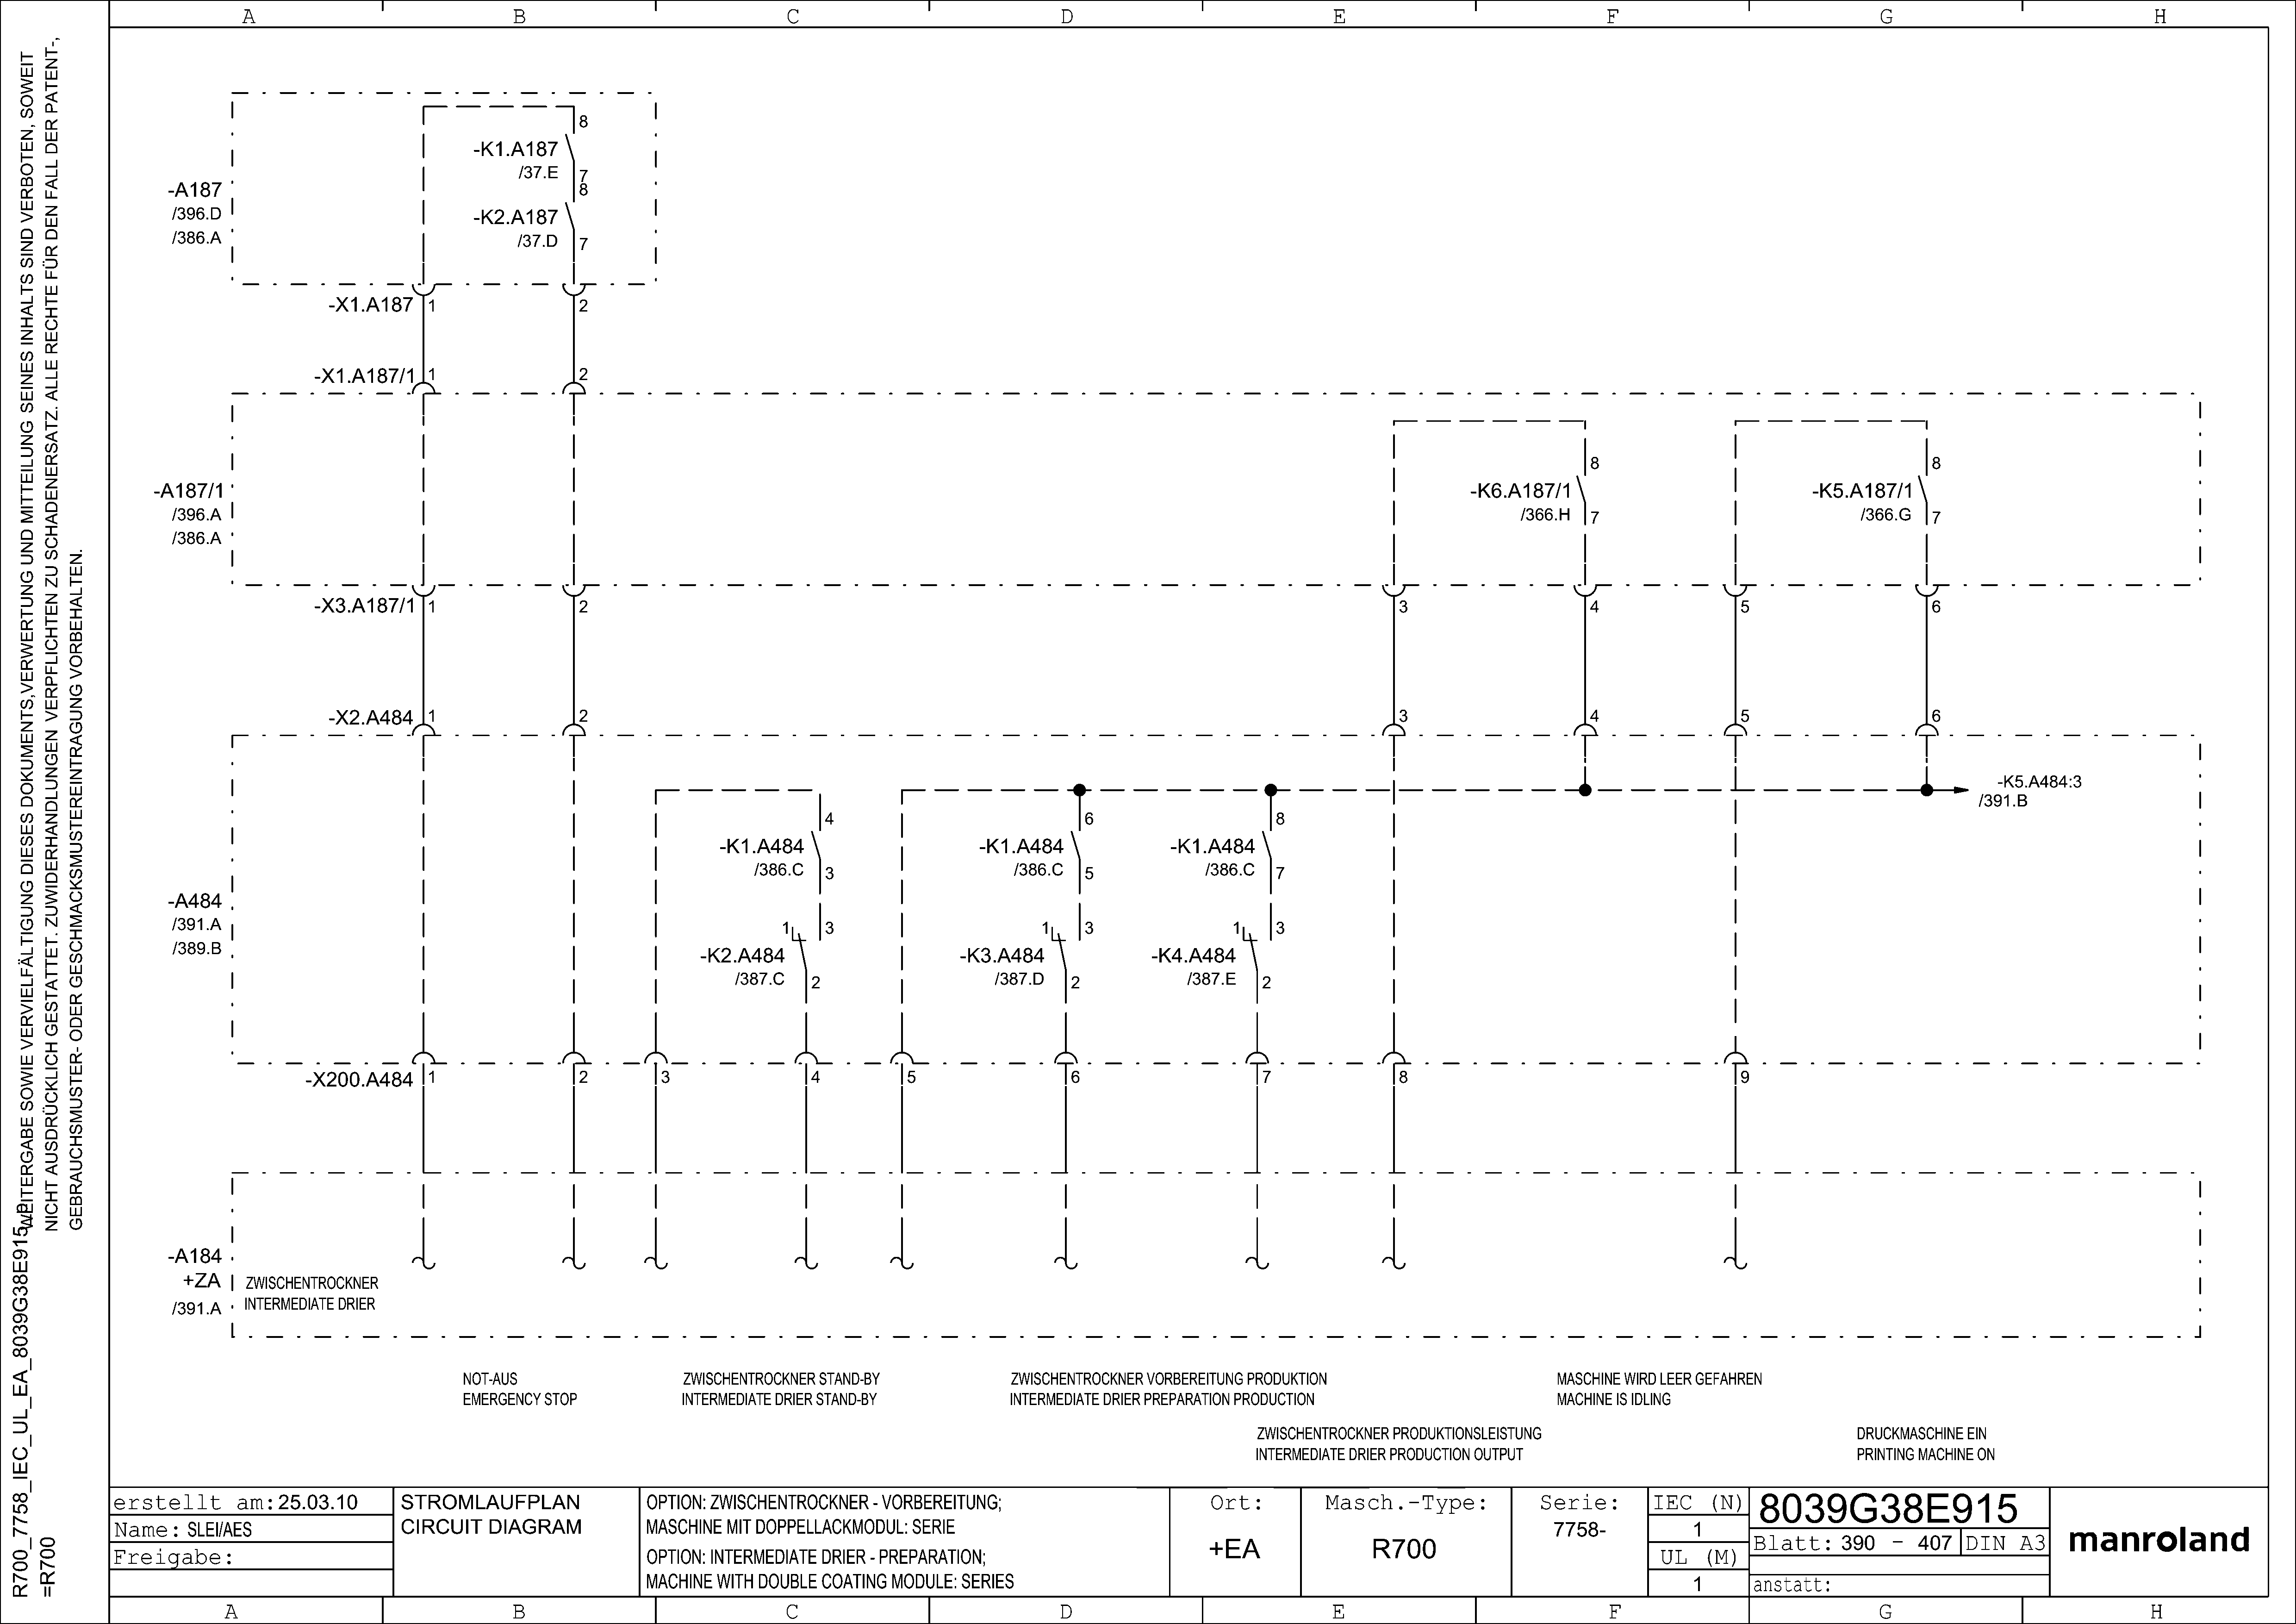 A B C D E F G H
WEITERGABE SOWIE VERVIELFÄLTIGUNG DIESES DOKUMENTS,VERWERTUNG UND MITTEILUNG SEINES INHALTS SIND VERBOTEN, SOWEIT
NICHT AUSDRÜCKLICH GESTATTET. ZUWIDERHANDLUNGEN VERPFLICHTEN ZU SCHADENERSATZ. ALLE RECHTE FÜR DEN FALL DER PATENT-,
GEBRAUCHSMUSTER- ODER GESCHMACKSMUSTEREINTRAGUNG VORBEHALTEN.
R700_7758_IEC_UL_EA_8039G38E915_D
=R700
8
-K1.A187
/37.E 7
8
-A187
/396.D
/386.A
-K2.A187
/37.D 7
-X1.A187 1 2
-X1.A187/1 1 2
-A187/1
/396.A
/386.A
8
-K6.A187/1
/366.H 7
8
-K5.A187/1
/366.G 7
-X3.A187/1 1 2 3 4 5 6
-X2.A484 1 2 3 4 5 6
-K5.A484:3
/391.B
4 6 8
-K1.A484 -K1.A484 -K1.A484
/386.C 3 /386.C 5 /386.C 7
-A484
/391.A
/389.B
1 3 1 3 1 3
-K2.A484 -K3.A484 -K4.A484
/387.C 2 /387.D 2 /387.E 2
-X200.A484 1 2 3 4 5 6 7 8 9
-A184
+ZA
/391.A
ZWISCHENTROCKNER
INTERMEDIATE DRIER
NOT-AUS
EMERGENCY STOP
ZWISCHENTROCKNER STAND-BY
INTERMEDIATE DRIER STAND-BY
ZWISCHENTROCKNER VORBEREITUNG PRODUKTION
INTERMEDIATE DRIER PREPARATION PRODUCTION
MASCHINE WIRD LEER GEFAHREN
MACHINE IS IDLING
ZWISCHENTROCKNER PRODUKTIONSLEISTUNG
INTERMEDIATE DRIER PRODUCTION OUTPUT
DRUCKMASCHINE EIN
PRINTING MACHINE ON
erstellt am: 25.03.10
Name: SLEI/AES
Freigabe:
STROMLAUFPLAN
CIRCUIT DIAGRAM
OPTION: ZWISCHENTROCKNER - VORBEREITUNG;
MASCHINE MIT DOPPELLACKMODUL: SERIE
OPTION: INTERMEDIATE DRIER - PREPARATION;
MACHINE WITH DOUBLE COATING MODULE: SERIES
Ort:
+EA
Masch.-Type:
R700
Serie:
7758-
IEC (N)
1
UL (M)
1
8039G38E915
Blatt: 390 - 407 DIN A3
anstatt:
manroland
A B C D E F G H